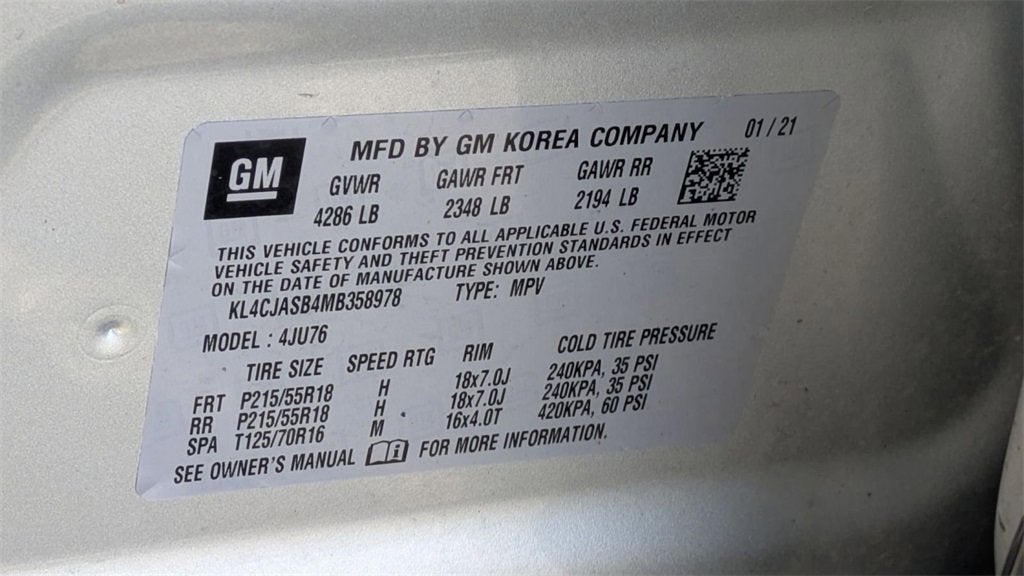 GM
MFD BY GM KOREA COMPANY 01/21
GVWR GAWR FRT GAWR RR
4286 LB 2348 LB 2194 LB
THIS VEHICLE CONFORMS TO ALL APPLICABLE U.S. FEDERAL MOTOR
VEHICLE SAFETY AND THEFT PREVENTION STANDARDS IN EFFECT
ON THE DATE OF MANUFACTURE SHOWN ABOVE.
KL4CJASB4MB358978 TYPE: MPV
MODEL : 4JU76
TIRE SIZE SPEED RTG RIM COLD TIRE PRESSURE
FRT P215/55R18 H 18x7.0J 240KPA, 35 PSI
RR P215/55R18 H 18x7.0J 240KPA, 35 PSI
SPA T125/70R16 M 16x4.0T 420KPA, 60 PSI
SEE OWNER'S MANUAL i FOR MORE INFORMATION.